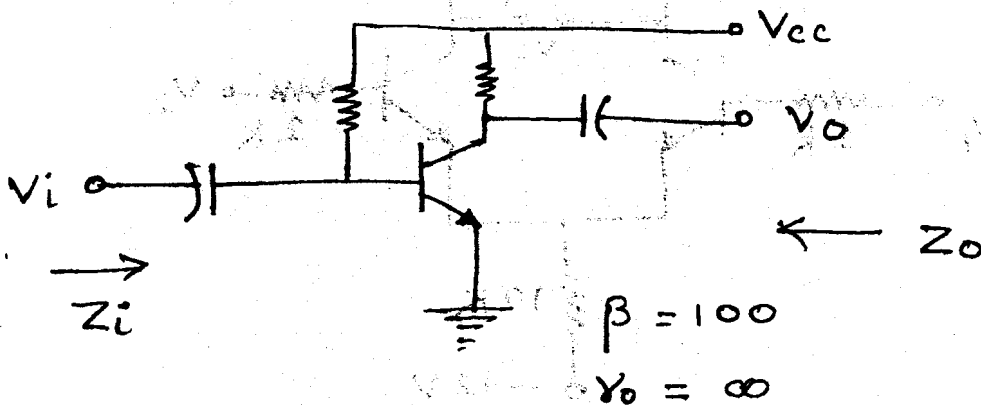 Vcc
Vo
Vi
Zo
Zi
β = 100
ro = ∞